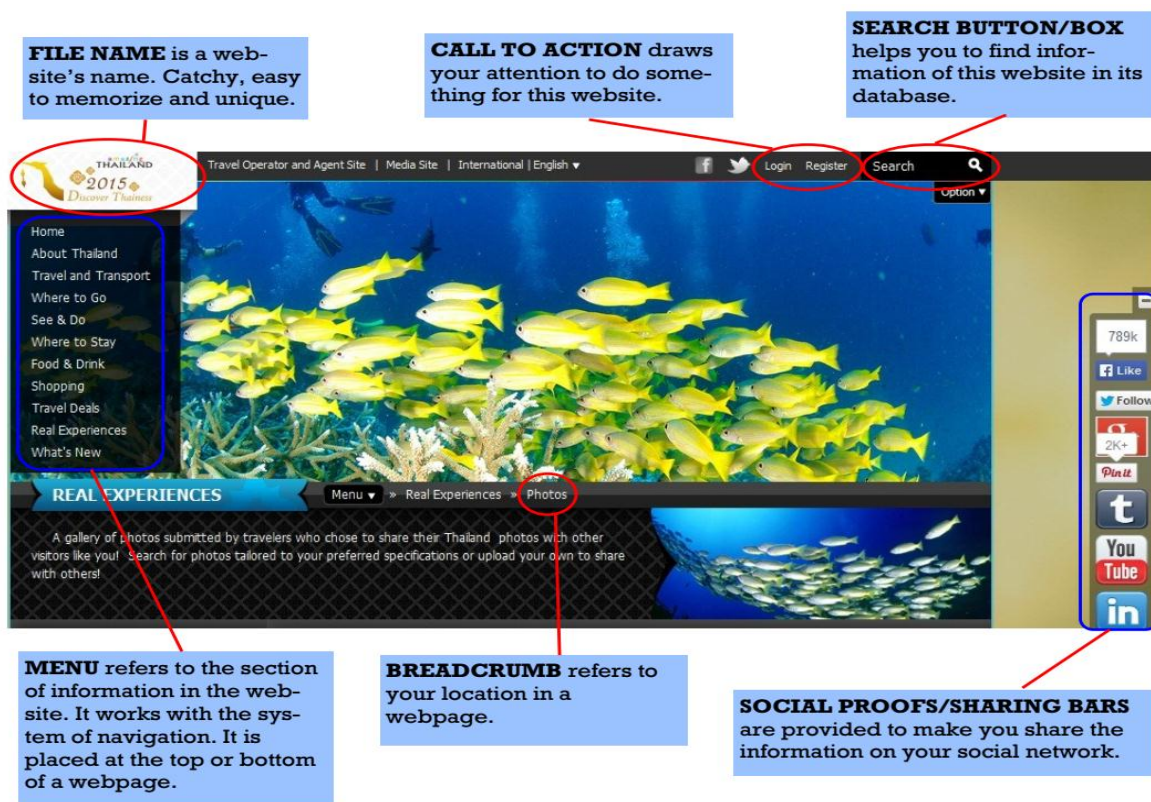 FILE NAME is a web-
site's name. Catchy, easy
to memorize and unique.
CALL TO ACTION draws
your attention to do some-
thing for this website.
SEARCH BUTTON/BOX
helps you to find infor-
mation of this website in its
database.
amazing
THAILAND
2015
Discover Thainess
Travel Operator and Agent Site | Media Site | International | English ▼
f
Login Register
Search
Option ▼
Home
About Thailand
Travel and Transport
Where to Go
See & Do
Where to Stay
Food & Drink
Shopping
Travel Deals
Real Experiences
What's New
789k
f Like
Follow
g
2K+
Pin it
t
You
Tube
in
REAL EXPERIENCES
Menu ▼ » Real Experiences » Photos
A gallery of photos submitted by travelers who chose to share their Thailand photos with other
visitors like you! Search for photos tailored to your preferred specifications or upload your own to share
with others!
MENU refers to the section
of information in the web-
site. It works with the sys-
tem of navigation. It is
placed at the top or bottom
of a webpage.
BREADCRUMB refers to
your location in a
webpage.
SOCIAL PROOFS/SHARING BARS
are provided to make you share the
information on your social network.